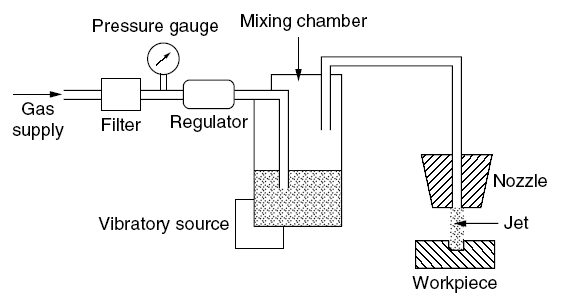 Mixing chamber
Pressure gauge
Gas
supply
Filter
Regulator
Nozzle
Vibratory source
Jet
Workpiece